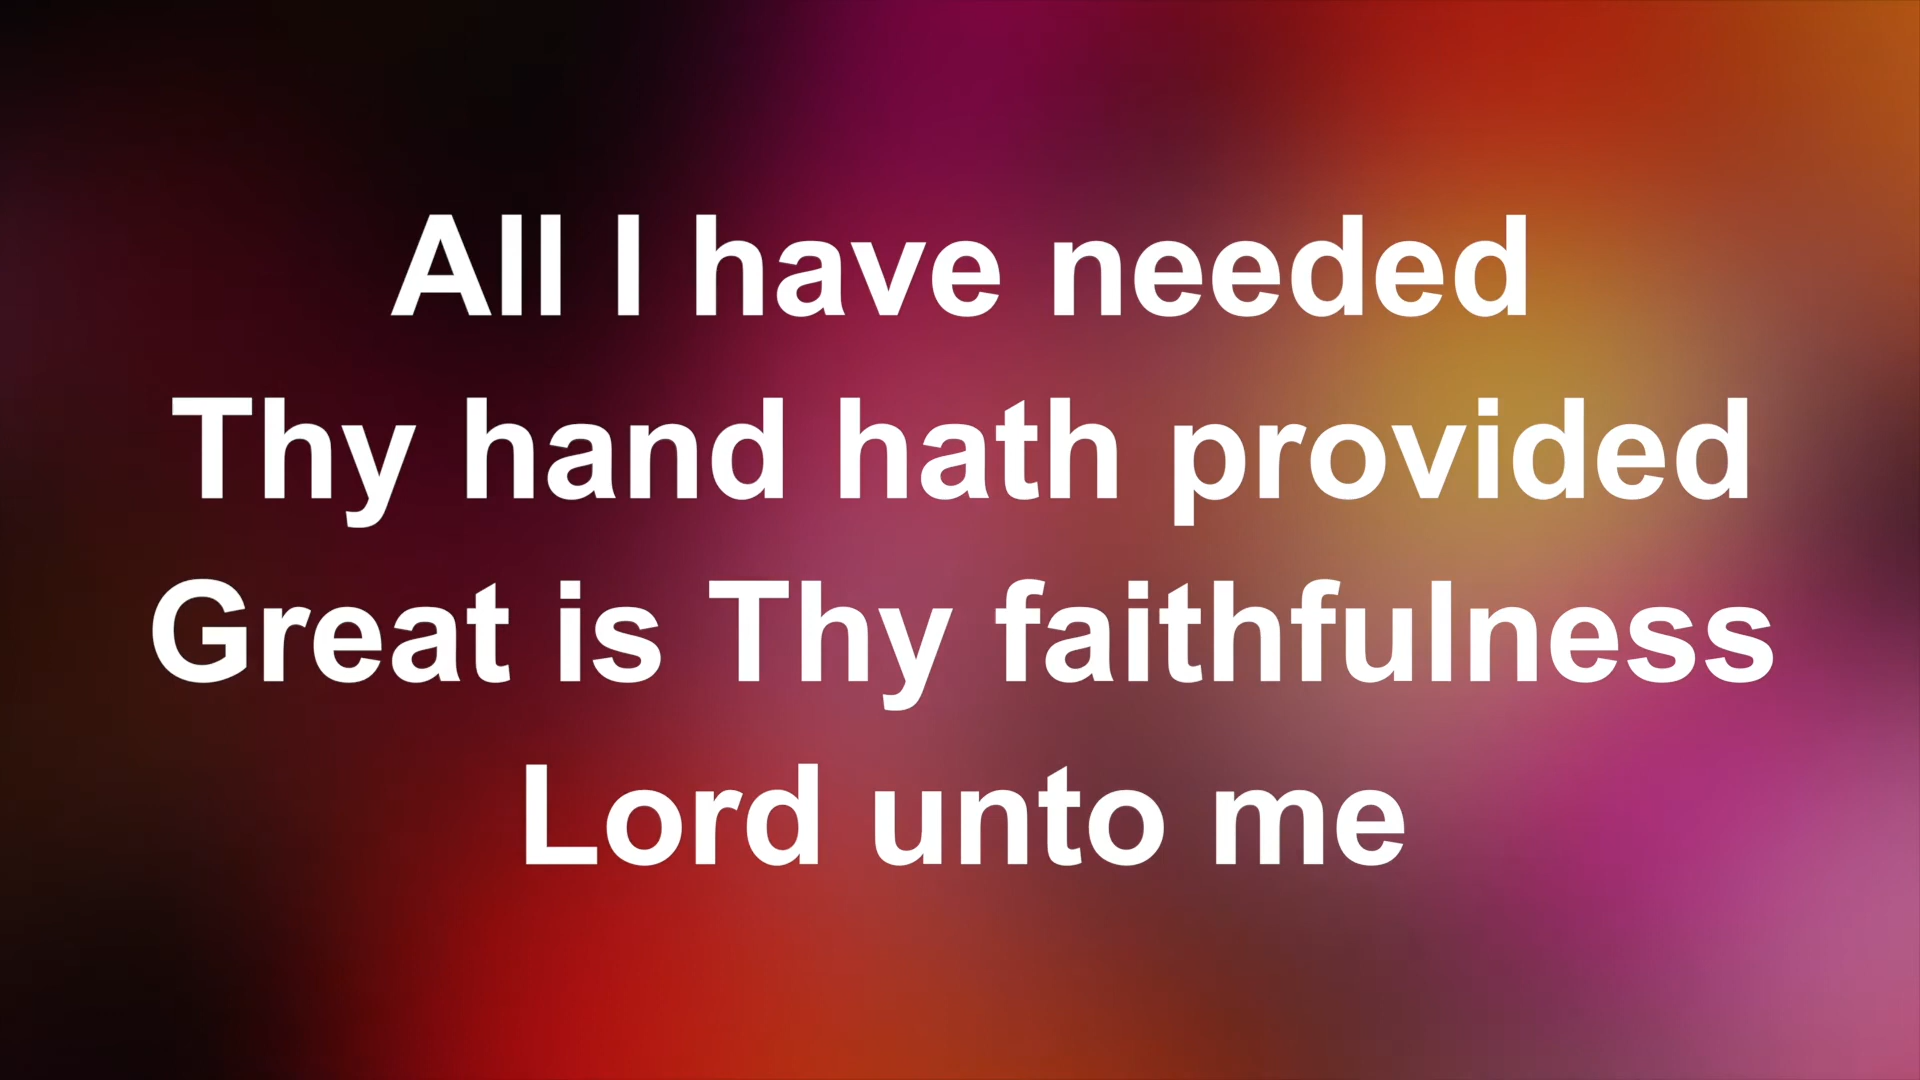 All I have needed
Thy hand hath provided
Great is Thy faithfulness
Lord unto me